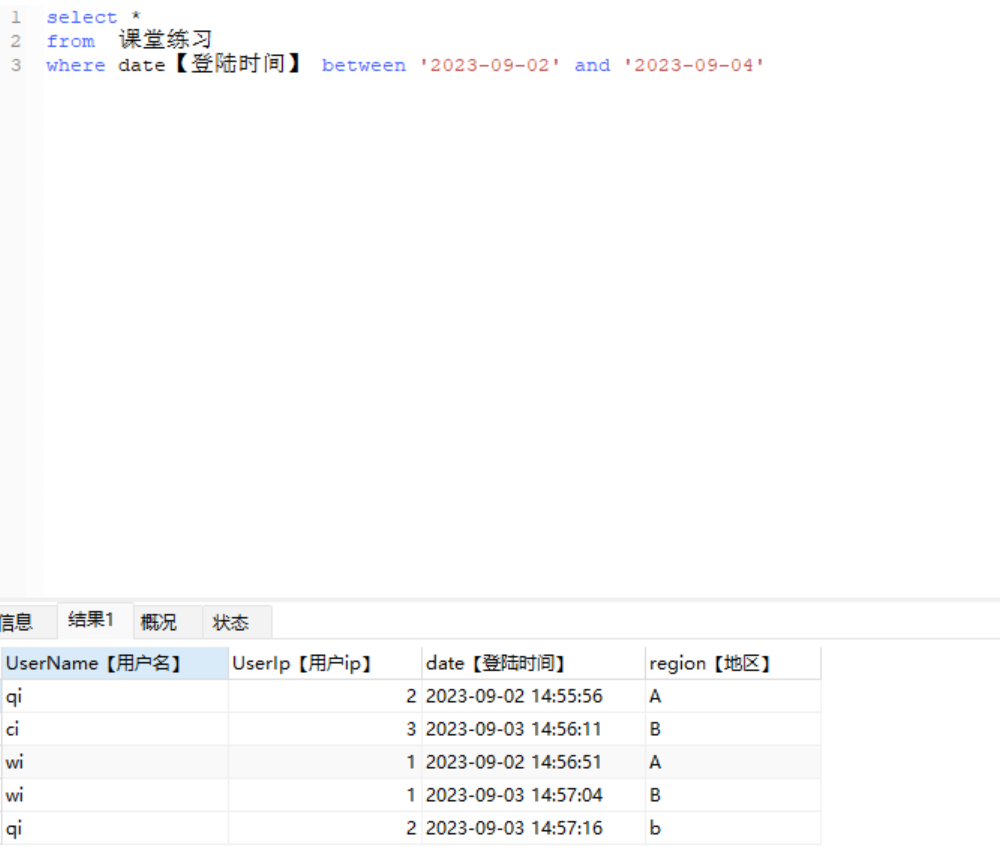 1 select *
2 from 课堂练习
3 where date【登陆时间】 between '2023-09-02' and '2023-09-04'
信息 结果1 概况 状态
UserName【用户名】 UserIp【用户ip】 date【登陆时间】 region【地区】
qi 2 2023-09-02 14:55:56 A
ci 3 2023-09-03 14:56:11 B
wi 1 2023-09-02 14:56:51 A
wi 1 2023-09-03 14:57:04 B
qi 2 2023-09-03 14:57:16 b